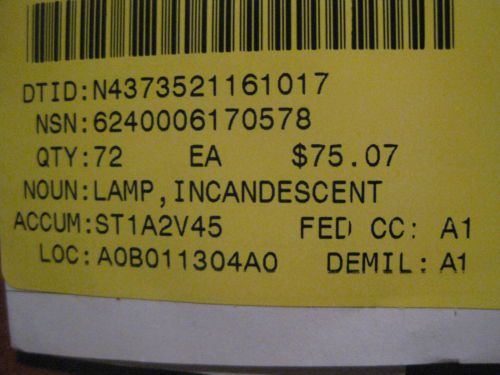 DTID:N4373521161017
NSN:6240006170578
QTY:72 EA $75.07
NOUN:LAMP,INCANDESCENT
ACCUM:ST1A2V45 FED CC: A1
LOC:A0B011304A0 DEMIL:A1